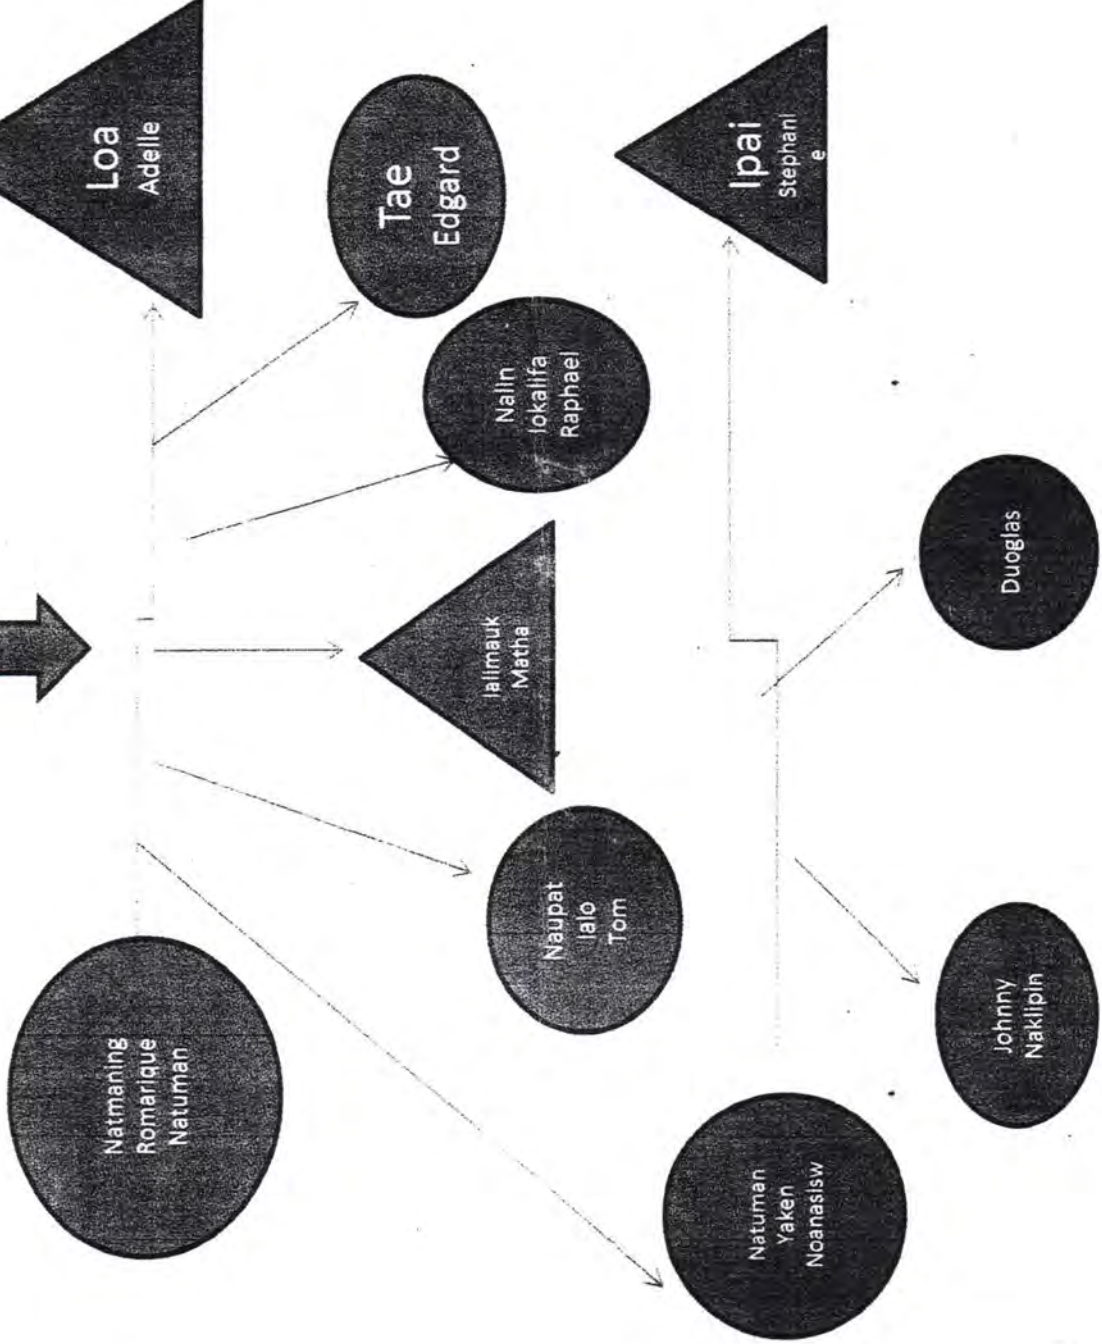 Loa
Adelle
Tae
Edgard
Nalin
Iokalifa
Raphael
Ialimauk
Matha
Naupat
Ialo
Tom
Natmaning
Romarique
Natuman
Ipai
Stephani
e
Duoglas
Johnny
Naklipin
Natuman
Yaken
Noanasisw